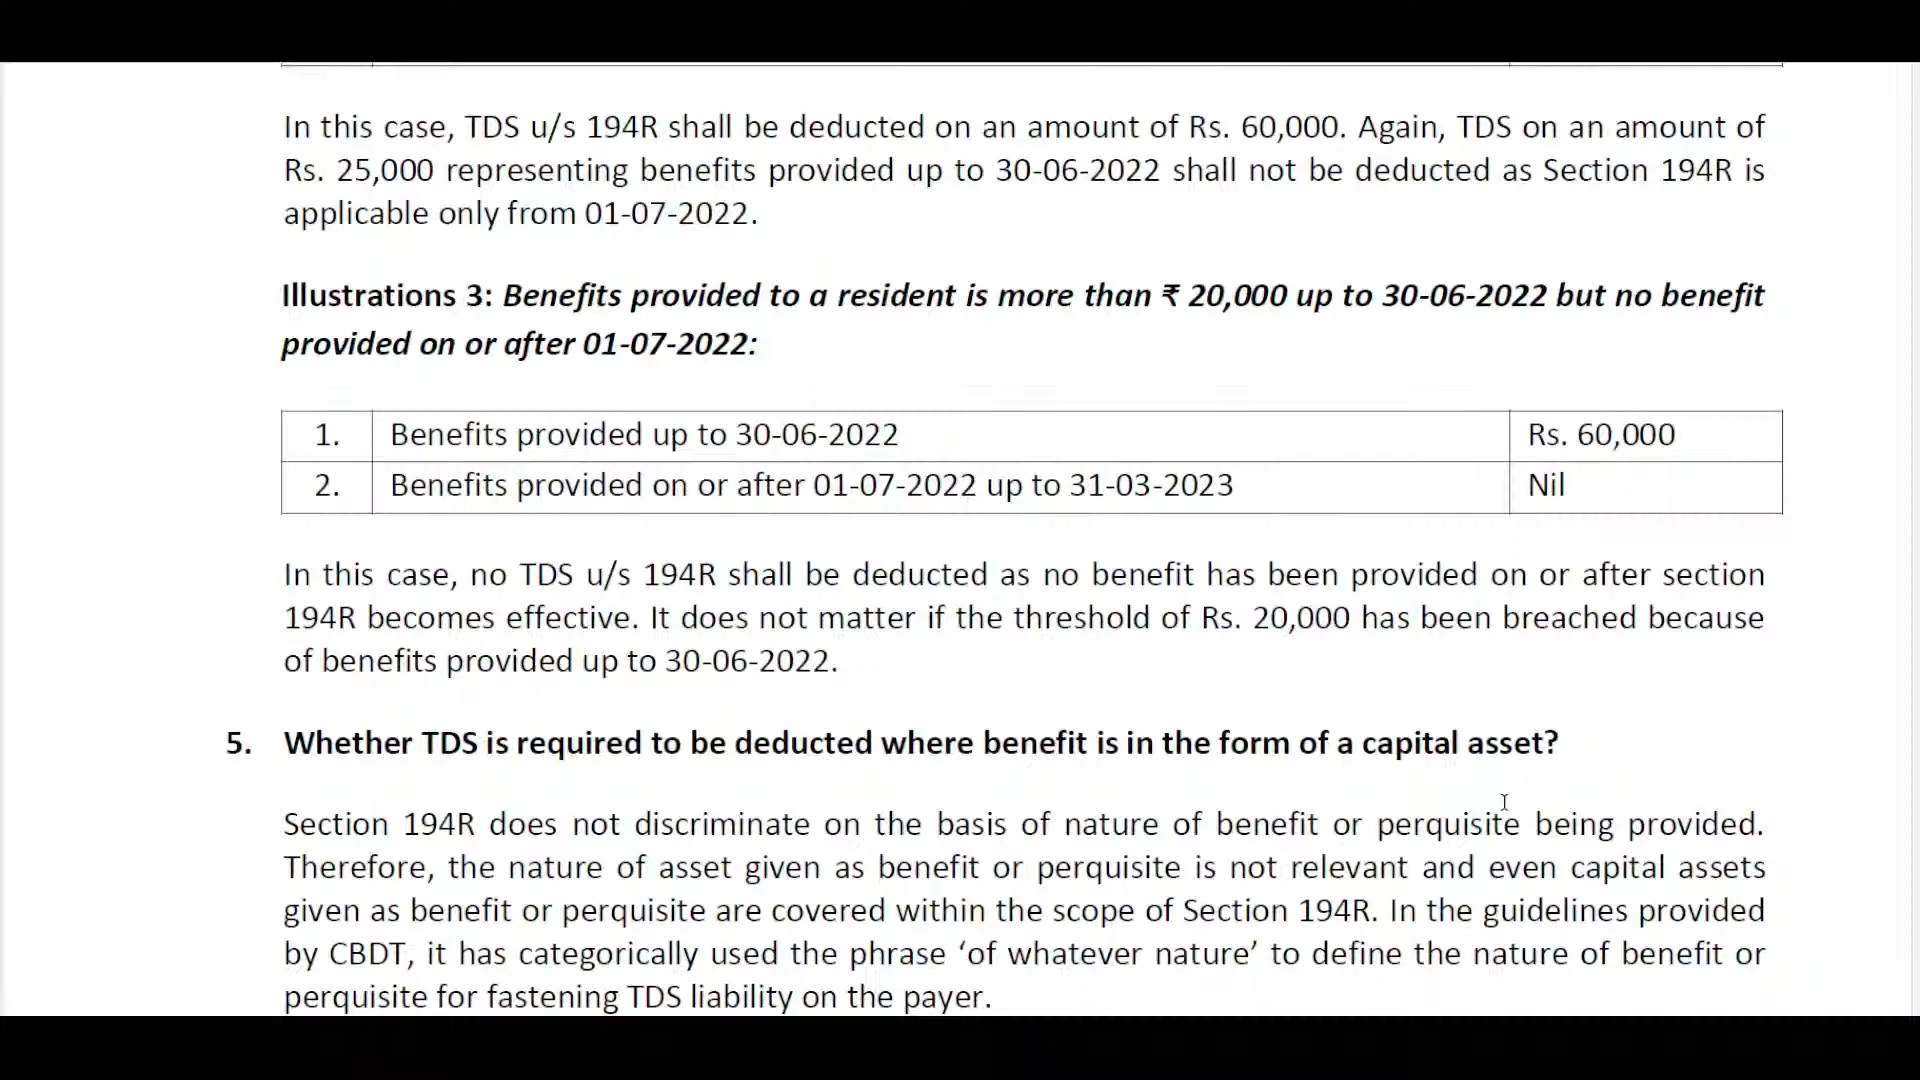 In this case, TDS u/s 194R shall be deducted on an amount of Rs. 60,000. Again, TDS on an amount of
Rs. 25,000 representing benefits provided up to 30-06-2022 shall not be deducted as Section 194R is
applicable only from 01-07-2022.
Illustrations 3: Benefits provided to a resident is more than ₹ 20,000 up to 30-06-2022 but no benefit
provided on or after 01-07-2022:
1. Benefits provided up to 30-06-2022 Rs. 60,000
2. Benefits provided on or after 01-07-2022 up to 31-03-2023 Nil
In this case, no TDS u/s 194R shall be deducted as no benefit has been provided on or after section
194R becomes effective. It does not matter if the threshold of Rs. 20,000 has been breached because
of benefits provided up to 30-06-2022.
5. Whether TDS is required to be deducted where benefit is in the form of a capital asset?
Section 194R does not discriminate on the basis of nature of benefit or perquisite being provided.
Therefore, the nature of asset given as benefit or perquisite is not relevant and even capital assets
given as benefit or perquisite are covered within the scope of Section 194R. In the guidelines provided
by CBDT, it has categorically used the phrase ‘of whatever nature’ to define the nature of benefit or
perquisite for fastening TDS liability on the payer.